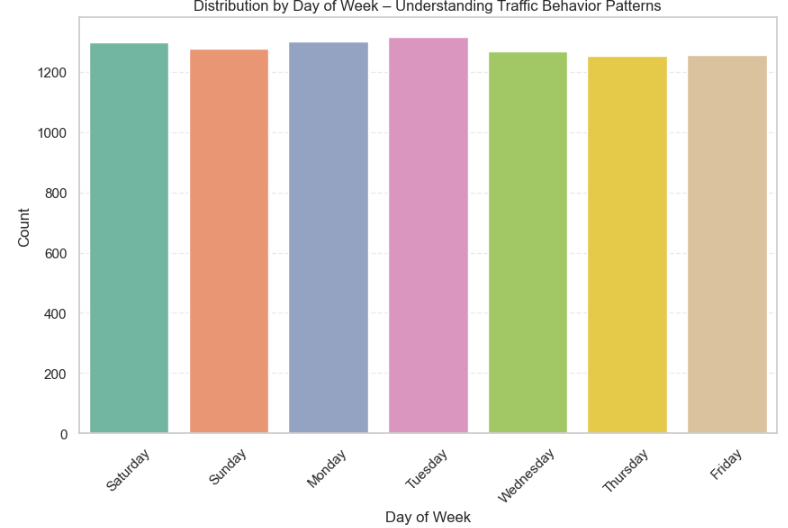 Distribution by Day of Week – Understanding Traffic Behavior Patterns
Count
1200
1000
800
600
400
200
0
Saturday
Sunday
Monday
Tuesday
Wednesday
Thursday
Friday
Day of Week